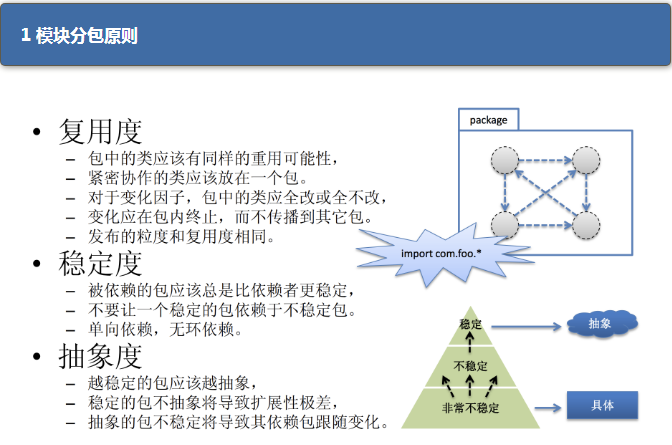 1 模块分包原则
• 复用度
– 包中的类应该有同样的重用可能性，
– 紧密协作的类应该放在一个包。
– 对于变化因子，包中的类应全改或全不改，
– 变化应在包内终止，而不传播到其它包。
– 发布的粒度和复用度相同。
• 稳定度
– 被依赖的包应该总是比依赖者更稳定，
– 不要让一个稳定的包依赖于不稳定包。
– 单向依赖，无环依赖。
• 抽象度
– 越稳定的包应该越抽象，
– 稳定的包不抽象将导致扩展性极差，
– 抽象的包不稳定将导致其依赖包跟随变化。
package
import com.foo.*
稳定
抽象
不稳定
非常不稳定
具体